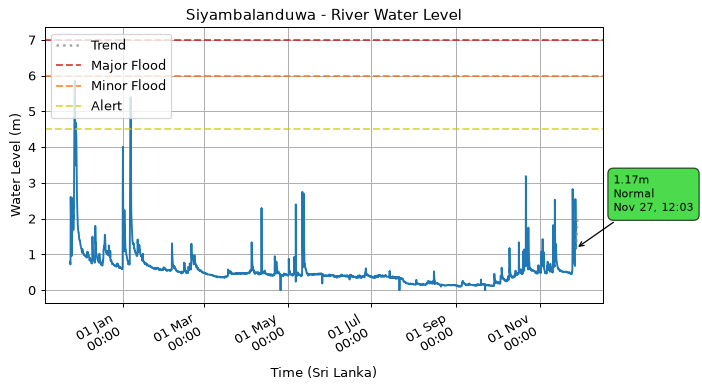 Siyambalanduwa - River Water Level
Trend
Major Flood
Minor Flood
Alert
Water Level (m)
7
6
5
4
3
2
1
0
1.17m
Normal
Nov 27, 12:03
01 Jan
00:00
01 Mar
00:00
01 May
00:00
01 Jul
00:00
01 Sep
00:00
01 Nov
00:00
Time (Sri Lanka)